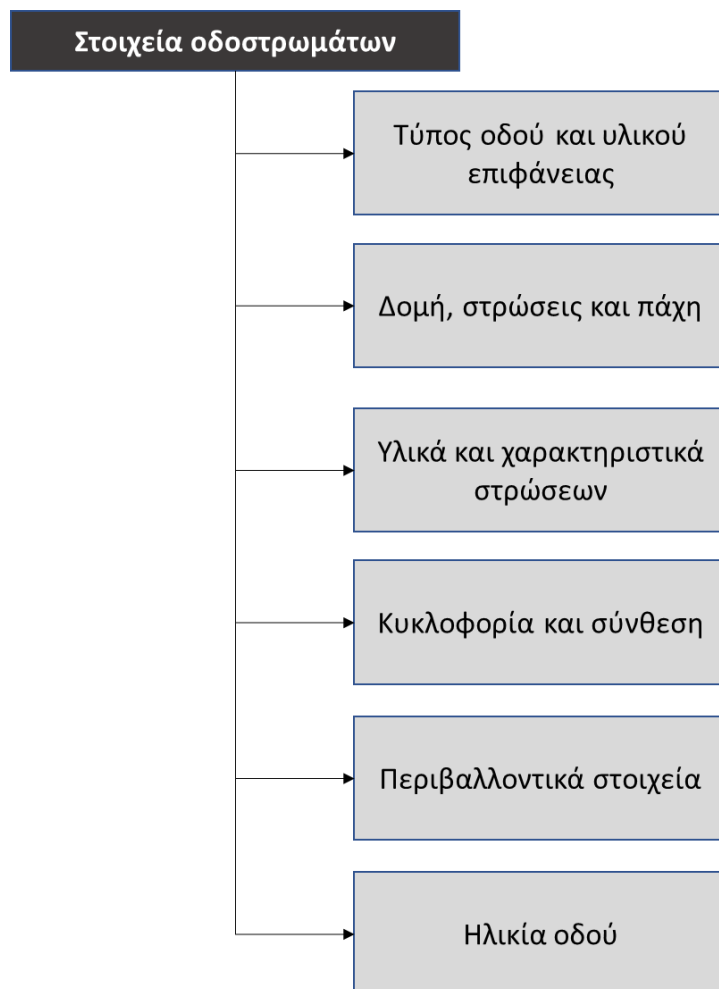 Στοιχεία οδοστρωμάτων
Τύπος οδού και υλικού
επιφάνειας
Δομή, στρώσεις και πάχη
Υλικά και χαρακτηριστικά
στρώσεων
Κυκλοφορία και σύνθεση
Περιβαλλοντικά στοιχεία
Ηλικία οδού